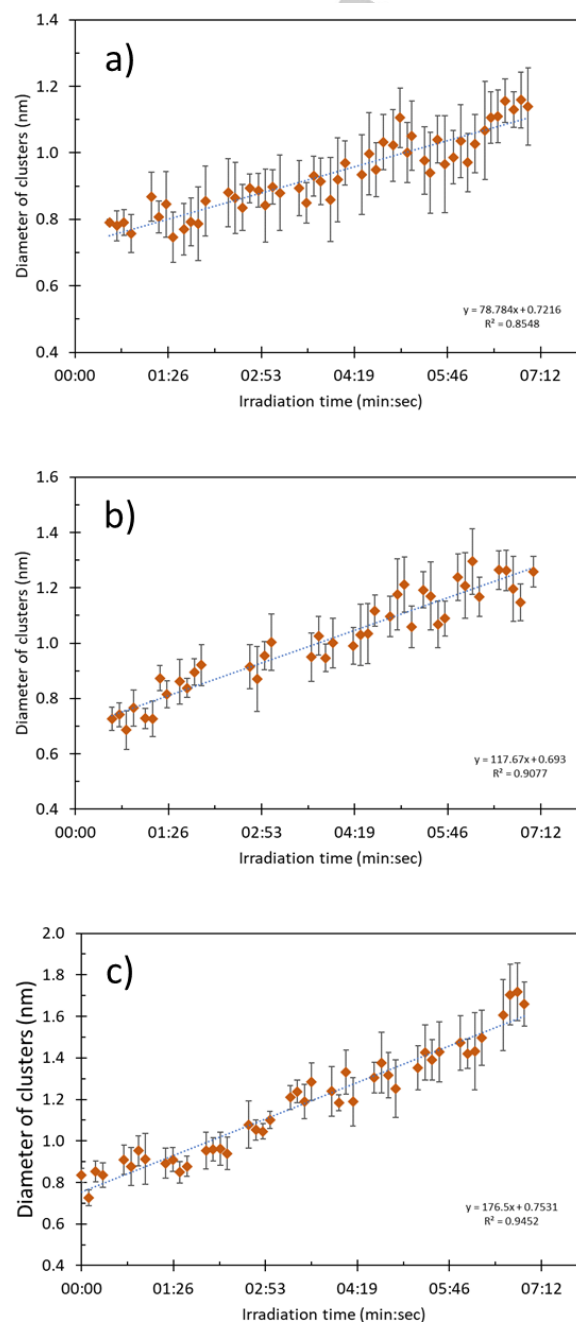 a)
Diameter of clusters (nm)
1.4
1.2
1.0
0.8
0.6
0.4
y = 78.784x + 0.7216
R² = 0.8548
00:00 01:26 02:53 04:19 05:46 07:12
Irradiation time (min:sec)
b)
Diameter of clusters (nm)
1.6
1.4
1.2
1.0
0.8
0.6
0.4
y = 117.67x + 0.693
R² = 0.9077
00:00 01:26 02:53 04:19 05:46 07:12
Irradiation time (min:sec)
c)
Diameter of clusters (nm)
2.0
1.8
1.6
1.4
1.2
1.0
0.8
0.6
0.4
y = 176.5x + 0.7531
R² = 0.9452
00:00 01:26 02:53 04:19 05:46 07:12
Irradiation time (min:sec)